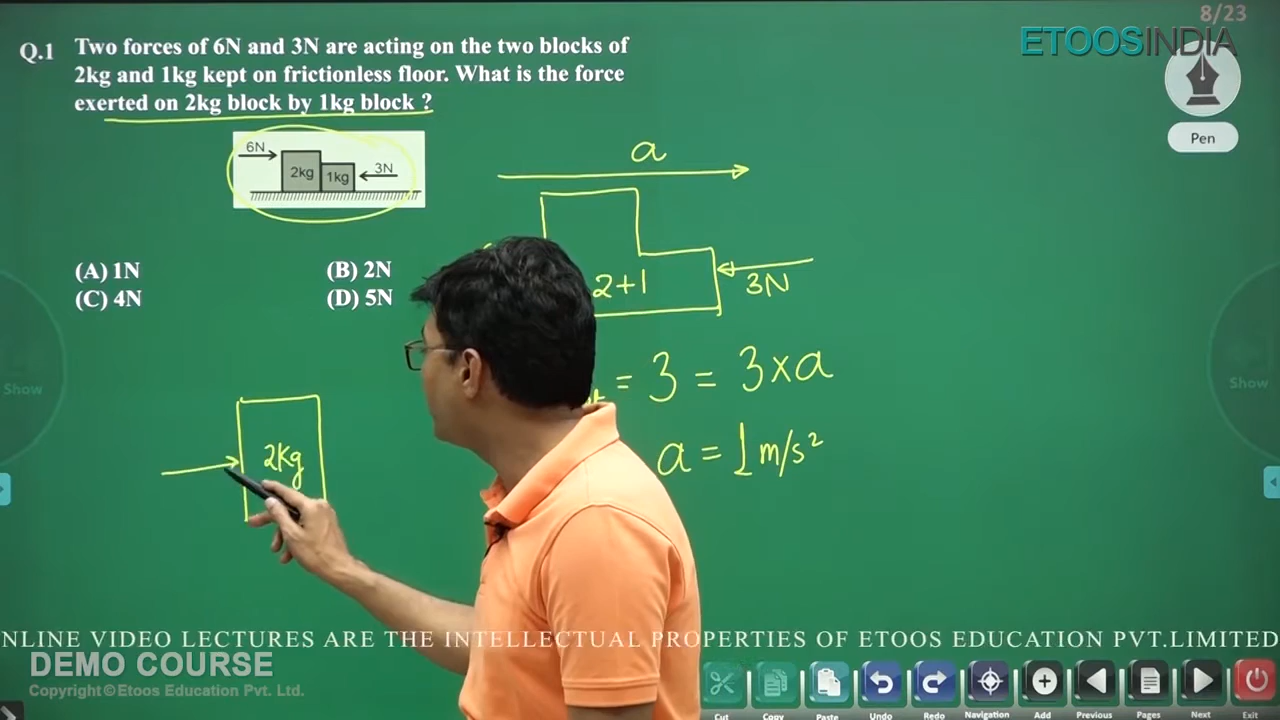 8/23
ETOOSINDIA
Pen
Q.1 Two forces of 6N and 3N are acting on the two blocks of
2kg and 1kg kept on frictionless floor. What is the force
exerted on 2kg block by 1kg block ?
6N
2kg
1kg
3N
(A) 1N (B) 2N
(C) 4N (D) 5N
a
2+1
3N
= 3 = 3×a
a = 1 m/s²
2kg
Show
Show
NLINE VIDEO LECTURES ARE THE INTELLECTUAL PROPERTIES OF ETOOS EDUCATION PVT.LIMITED
DEMO COURSE
Copyright © Etoos Education Pvt. Ltd.
Cut Copy Paste Undo Redo Navigation Add Previous Pages Next Exit